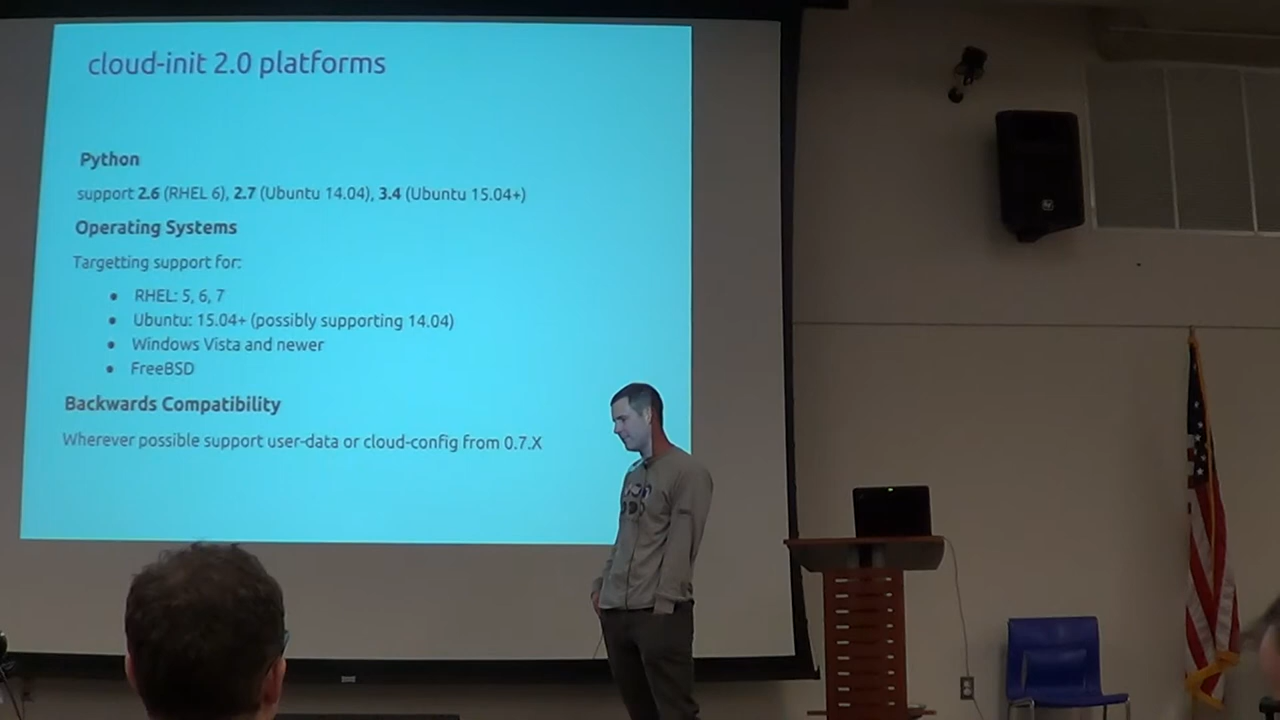 cloud-init 2.0 platforms
Python
support 2.6 (RHEL 6), 2.7 (Ubuntu 14.04), 3.4 (Ubuntu 15.04+)
Operating Systems
Targetting support for:
• RHEL: 5, 6, 7
• Ubuntu: 15.04+ (possibly supporting 14.04)
• Windows Vista and newer
• FreeBSD
Backwards Compatibility
Wherever possible support user-data or cloud-config from 0.7.X